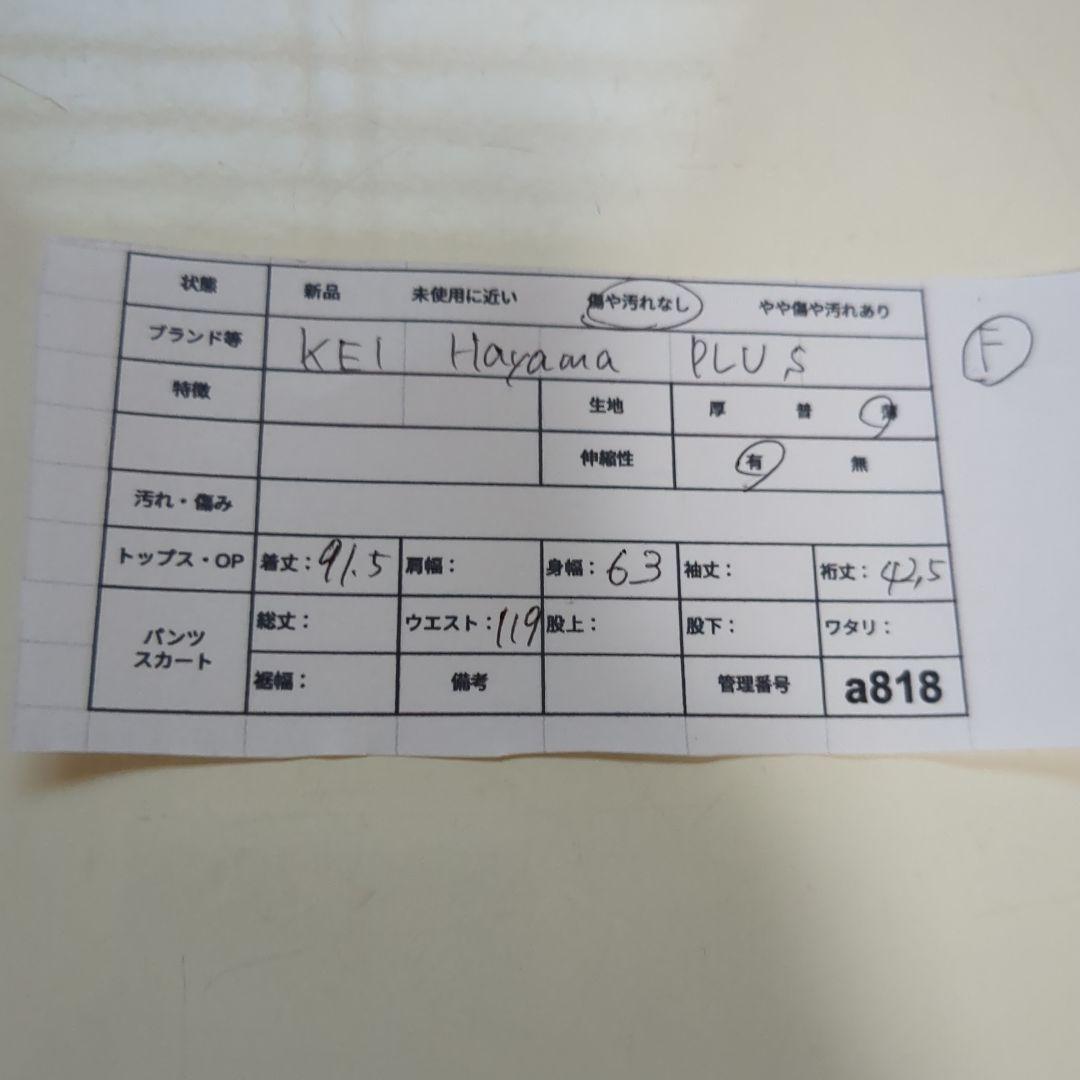 状態 新品 未使用に近い 傷や汚れなし やや傷や汚れあり
ブランド等 KEI Hayama PLUS F
特徴 生地 厚 普 薄
伸縮性 有 無
汚れ・傷み
トップス・OP 着丈：91.5 肩幅： 身幅：63 袖丈： 裄丈：42,5
パンツ
スカート
総丈： ウエスト：119 股上： 股下： ワタリ：
裾幅： 備考 管理番号 a818